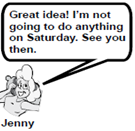 Great idea! I'm not
going to do anything
on Saturday. See you
then.
Jenny